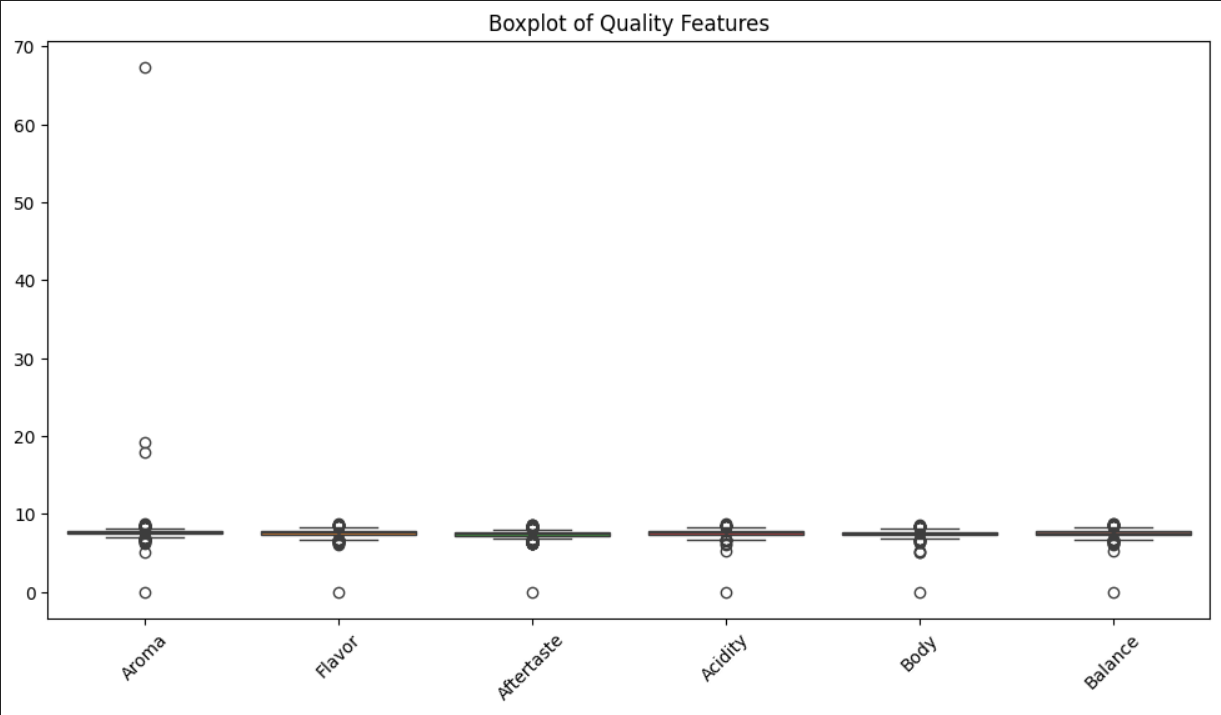 Boxplot of Quality Features
70
60
50
40
30
20
10
0
Aroma
Flavor
Aftertaste
Acidity
Body
Balance